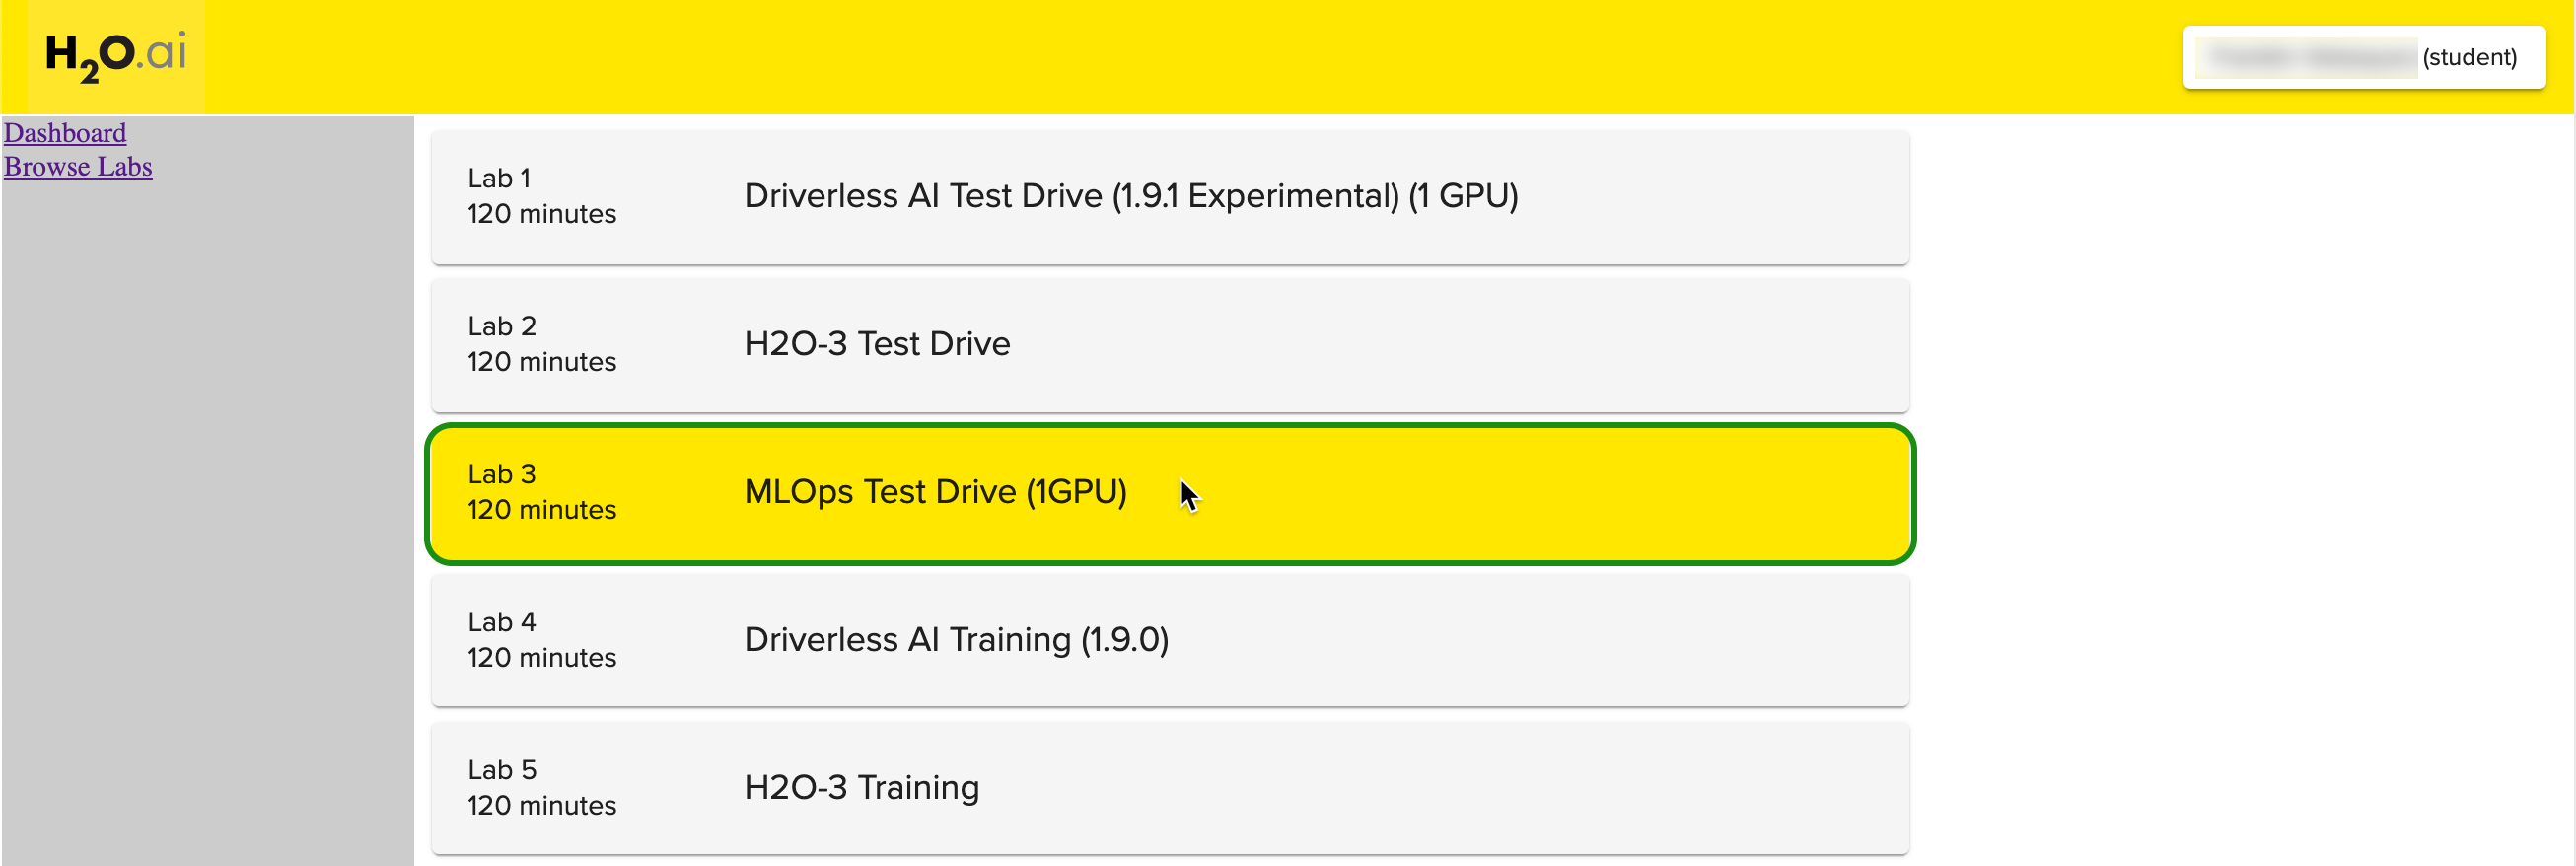 H2O.ai
(student)
Dashboard
Browse Labs
Lab 1
120 minutes
Driverless AI Test Drive (1.9.1 Experimental) (1 GPU)
Lab 2
120 minutes
H2O-3 Test Drive
Lab 3
120 minutes
MLOps Test Drive (1GPU)
Lab 4
120 minutes
Driverless AI Training (1.9.0)
Lab 5
120 minutes
H2O-3 Training